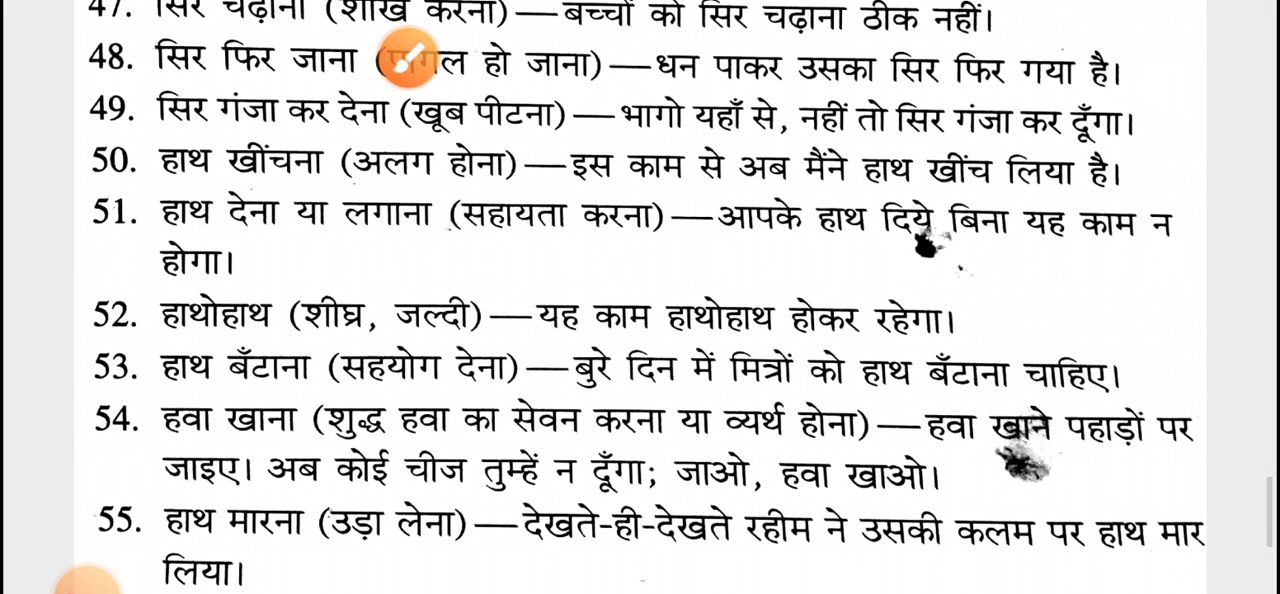 47. सिर चढ़ाना (शोख करना)—बच्चों को सिर चढ़ाना ठीक नहीं।
48. सिर फिर जाना (पागल हो जाना)—धन पाकर उसका सिर फिर गया है।
49. सिर गंजा कर देना (खूब पीटना)—भागो यहाँ से, नहीं तो सिर गंजा कर दूँगा।
50. हाथ खींचना (अलग होना)—इस काम से अब मैंने हाथ खींच लिया है।
51. हाथ देना या लगाना (सहायता करना)—आपके हाथ दिये बिना यह काम न
होगा।
52. हाथोहाथ (शीघ्र, जल्दी)—यह काम हाथोहाथ होकर रहेगा।
53. हाथ बँटाना (सहयोग देना)—बुरे दिन में मित्रों को हाथ बँटाना चाहिए।
54. हवा खाना (शुद्ध हवा का सेवन करना या व्यर्थ होना)—हवा खाने पहाड़ों पर
जाइए। अब कोई चीज तुम्हें न दूँगा; जाओ, हवा खाओ।
55. हाथ मारना (उड़ा लेना)—देखते-ही-देखते रहीम ने उसकी कलम पर हाथ मार
लिया।